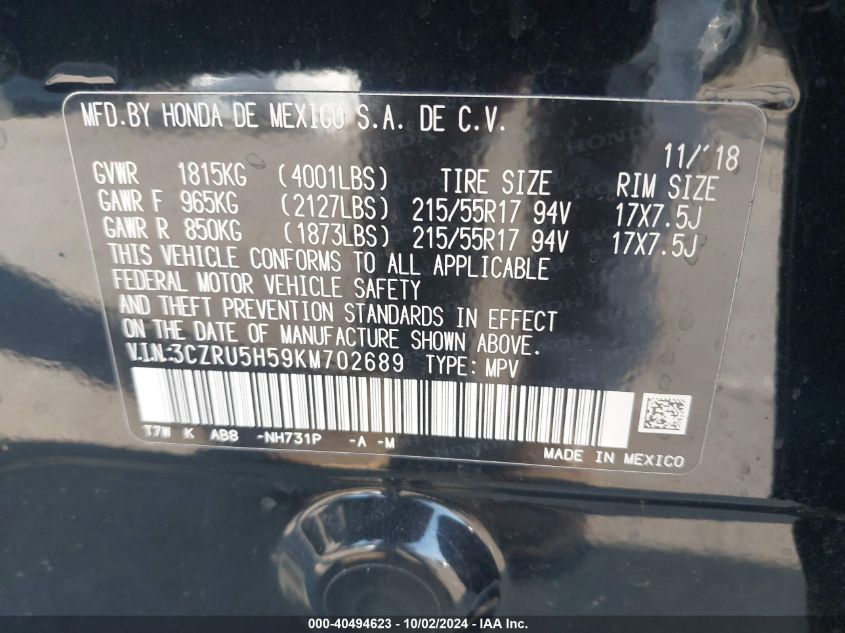 MFD.BY HONDA DE MEXICO S.A. DE C.V.
11/'18
GVWR 1815KG (4001LBS) TIRE SIZE RIM SIZE
GAWR F 965KG (2127LBS) 215/55R17 94V 17X7.5J
GAWR R 850KG (1873LBS) 215/55R17 94V 17X7.5J
THIS VEHICLE CONFORMS TO ALL APPLICABLE
FEDERAL MOTOR VEHICLE SAFETY
AND THEFT PREVENTION STANDARDS IN EFFECT
ON THE DATE OF MANUFACTURE SHOWN ABOVE.
V.I.N.:3CZRU5H59KM702689 TYPE: MPV
T7W K AB8 -NH731P -A -M
MADE IN MEXICO
000-40494623 - 10/02/2024 - IAA Inc.